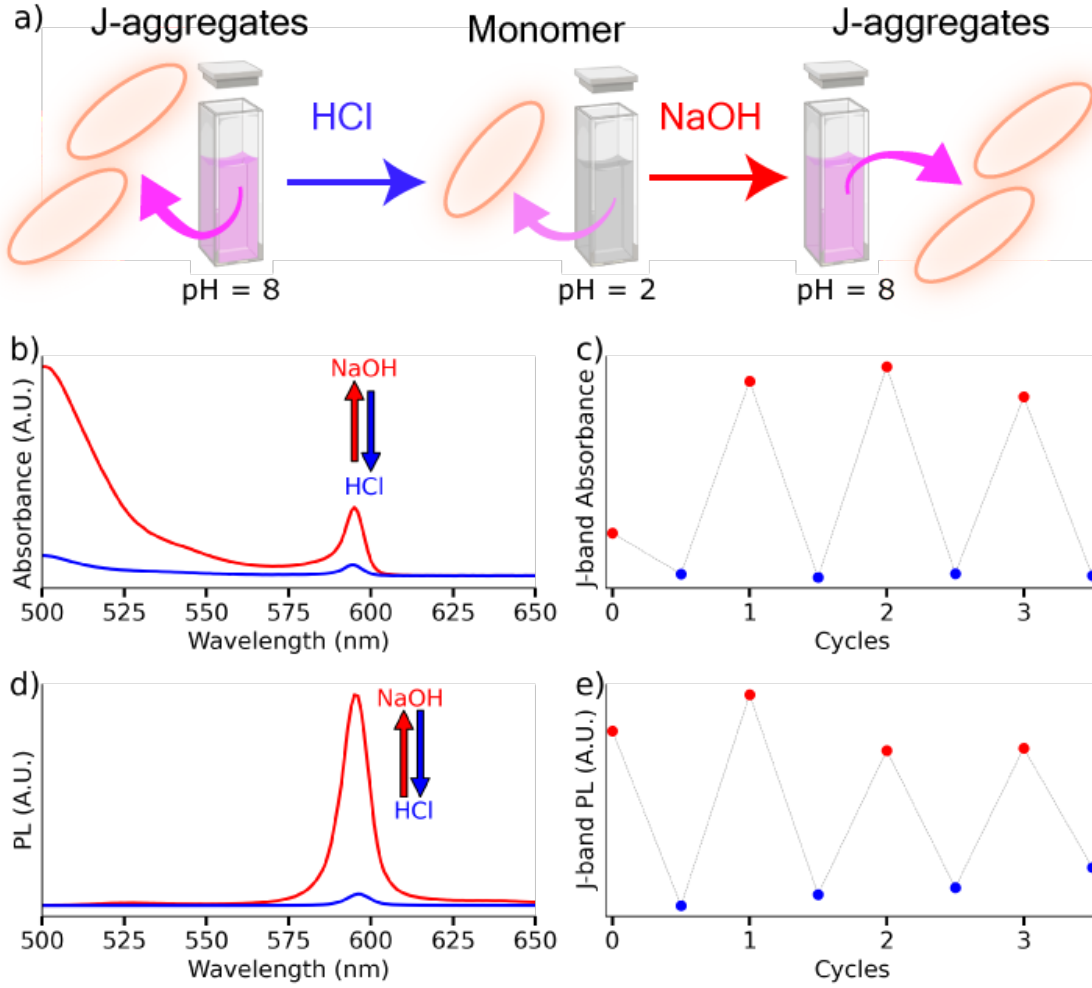 a)
J-aggregates
Monomer
J-aggregates
HCl
NaOH
pH = 8
pH = 2
pH = 8
b)
Absorbance (A.U.)
NaOH
HCl
500 525 550 575 600 625 650
Wavelength (nm)
c)
J-band Absorbance
0 1 2 3
Cycles
d)
PL (A.U.)
NaOH
HCl
500 525 550 575 600 625 650
Wavelength (nm)
e)
J-band PL (A.U.)
0 1 2 3
Cycles